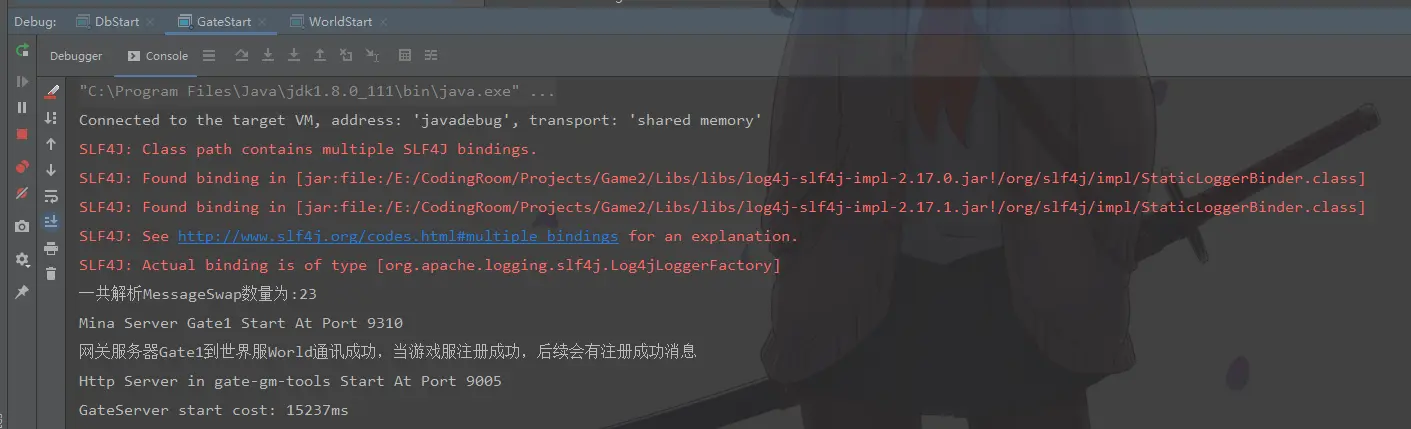 Debug: DbStart GateStart WorldStart
Debugger Console
"C:\Program Files\Java\jdk1.8.0_111\bin\java.exe" ...
Connected to the target VM, address: 'javadebug', transport: 'shared memory'
SLF4J: Class path contains multiple SLF4J bindings.
SLF4J: Found binding in [jar:file:/E:/CodingRoom/Projects/Game2/Libs/libs/log4j-slf4j-impl-2.17.0.jar!/org/slf4j/impl/StaticLoggerBinder.class]
SLF4J: Found binding in [jar:file:/E:/CodingRoom/Projects/Game2/Libs/libs/log4j-slf4j-impl-2.17.1.jar!/org/slf4j/impl/StaticLoggerBinder.class]
SLF4J: See http://www.slf4j.org/codes.html#multiple_bindings for an explanation.
SLF4J: Actual binding is of type [org.apache.logging.slf4j.Log4jLoggerFactory]
一共解析MessageSwap数量为:23
Mina Server Gate1 Start At Port 9310
网关服务器Gate1到世界服World通讯成功，当游戏服注册成功，后续会有注册成功消息
Http Server in gate-gm-tools Start At Port 9005
GateServer start cost: 15237ms